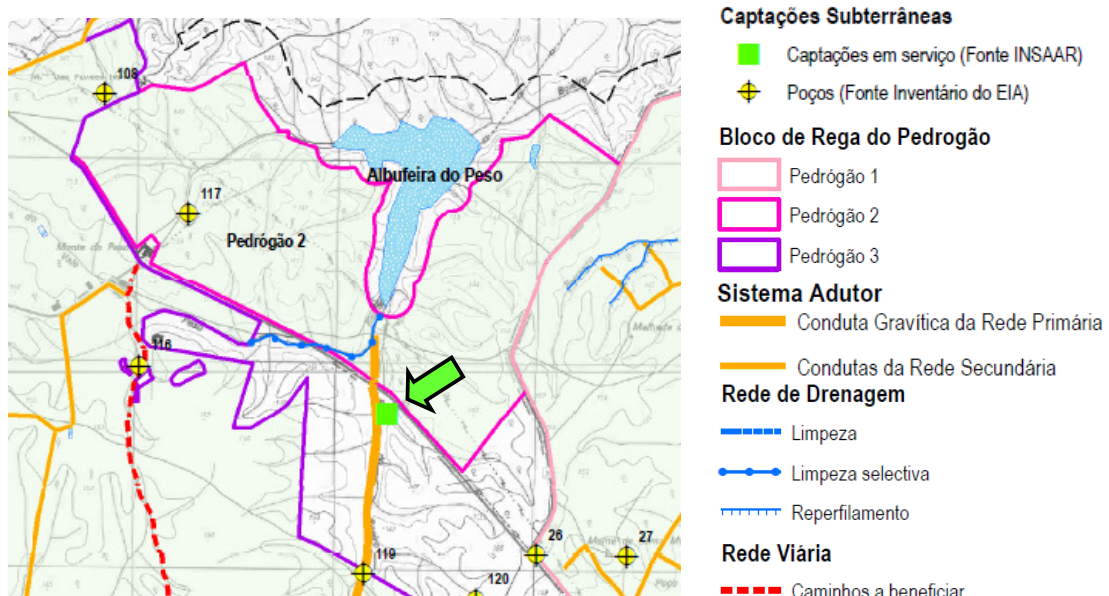 108
117
Albufeira do Peso
Pedrógão 2
Monte do Peso
116
119
120
26
27
Captações Subterrâneas
Captações em serviço (Fonte INSAAR)
Poços (Fonte Inventário do EIA)
Bloco de Rega do Pedrogão
Pedrógão 1
Pedrógão 2
Pedrógão 3
Sistema Adutor
Conduta Gravítica da Rede Primária
Condutas da Rede Secundária
Rede de Drenagem
Limpeza
Limpeza selectiva
Reperfilamento
Rede Viária
Caminhos a beneficiar